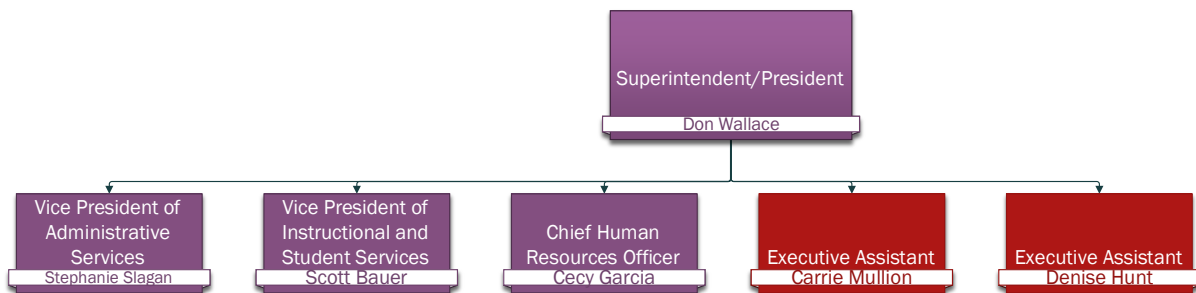 Superintendent/President
Don Wallace
Vice President of
Administrative
Services
Stephanie Slagan
Vice President of
Instructional and
Student Services
Scott Bauer
Chief Human
Resources Officer
Cecy Garcia
Executive Assistant
Carrie Mullion
Executive Assistant
Denise Hunt